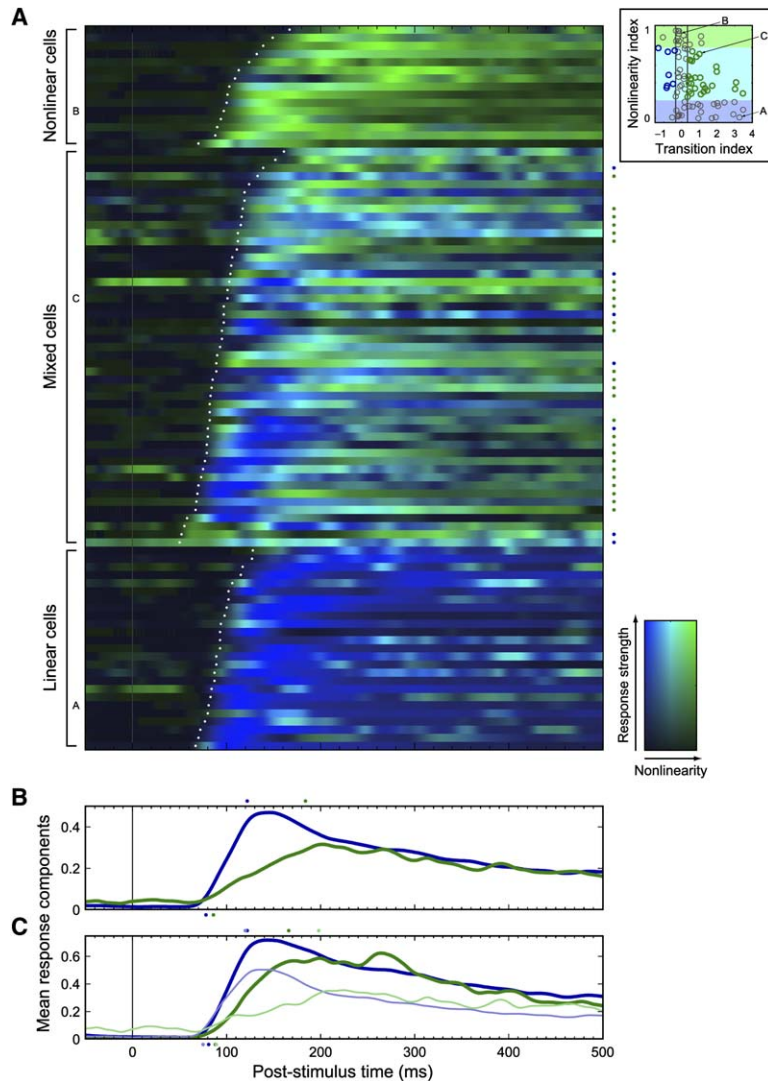 A
Nonlinear cells
B
Mixed cells
C
Linear cells
A
Nonlinearity index
1
0
B
C
A
−1 0 1 2 3 4
Transition index
Response strength
Nonlinearity
B
0.4
0.2
0
C
0.6
0.4
0.2
0
Mean response components
0 100 200 300 400 500
Post-stimulus time (ms)